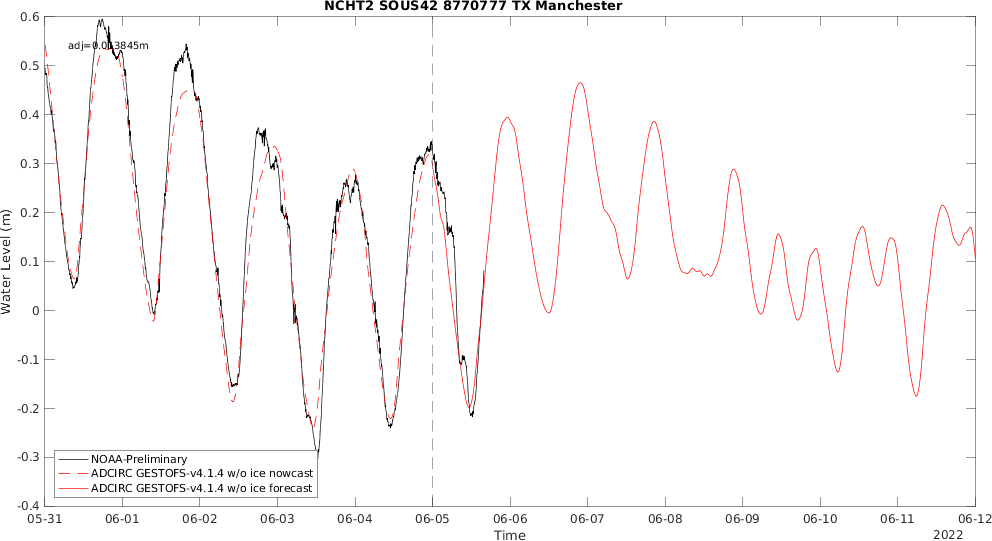 NCHT2 SOUS42 8770777 TX Manchester
adj=0.013845m
Water Level (m)
0.6
0.5
0.4
0.3
0.2
0.1
0
-0.1
-0.2
-0.3
-0.4
NOAA-Preliminary
ADCIRC GESTOFS-v4.1.4 w/o ice nowcast
ADCIRC GESTOFS-v4.1.4 w/o ice forecast
05-31 06-01 06-02 06-03 06-04 06-05 06-06 06-07 06-08 06-09 06-10 06-11 06-12
Time
2022